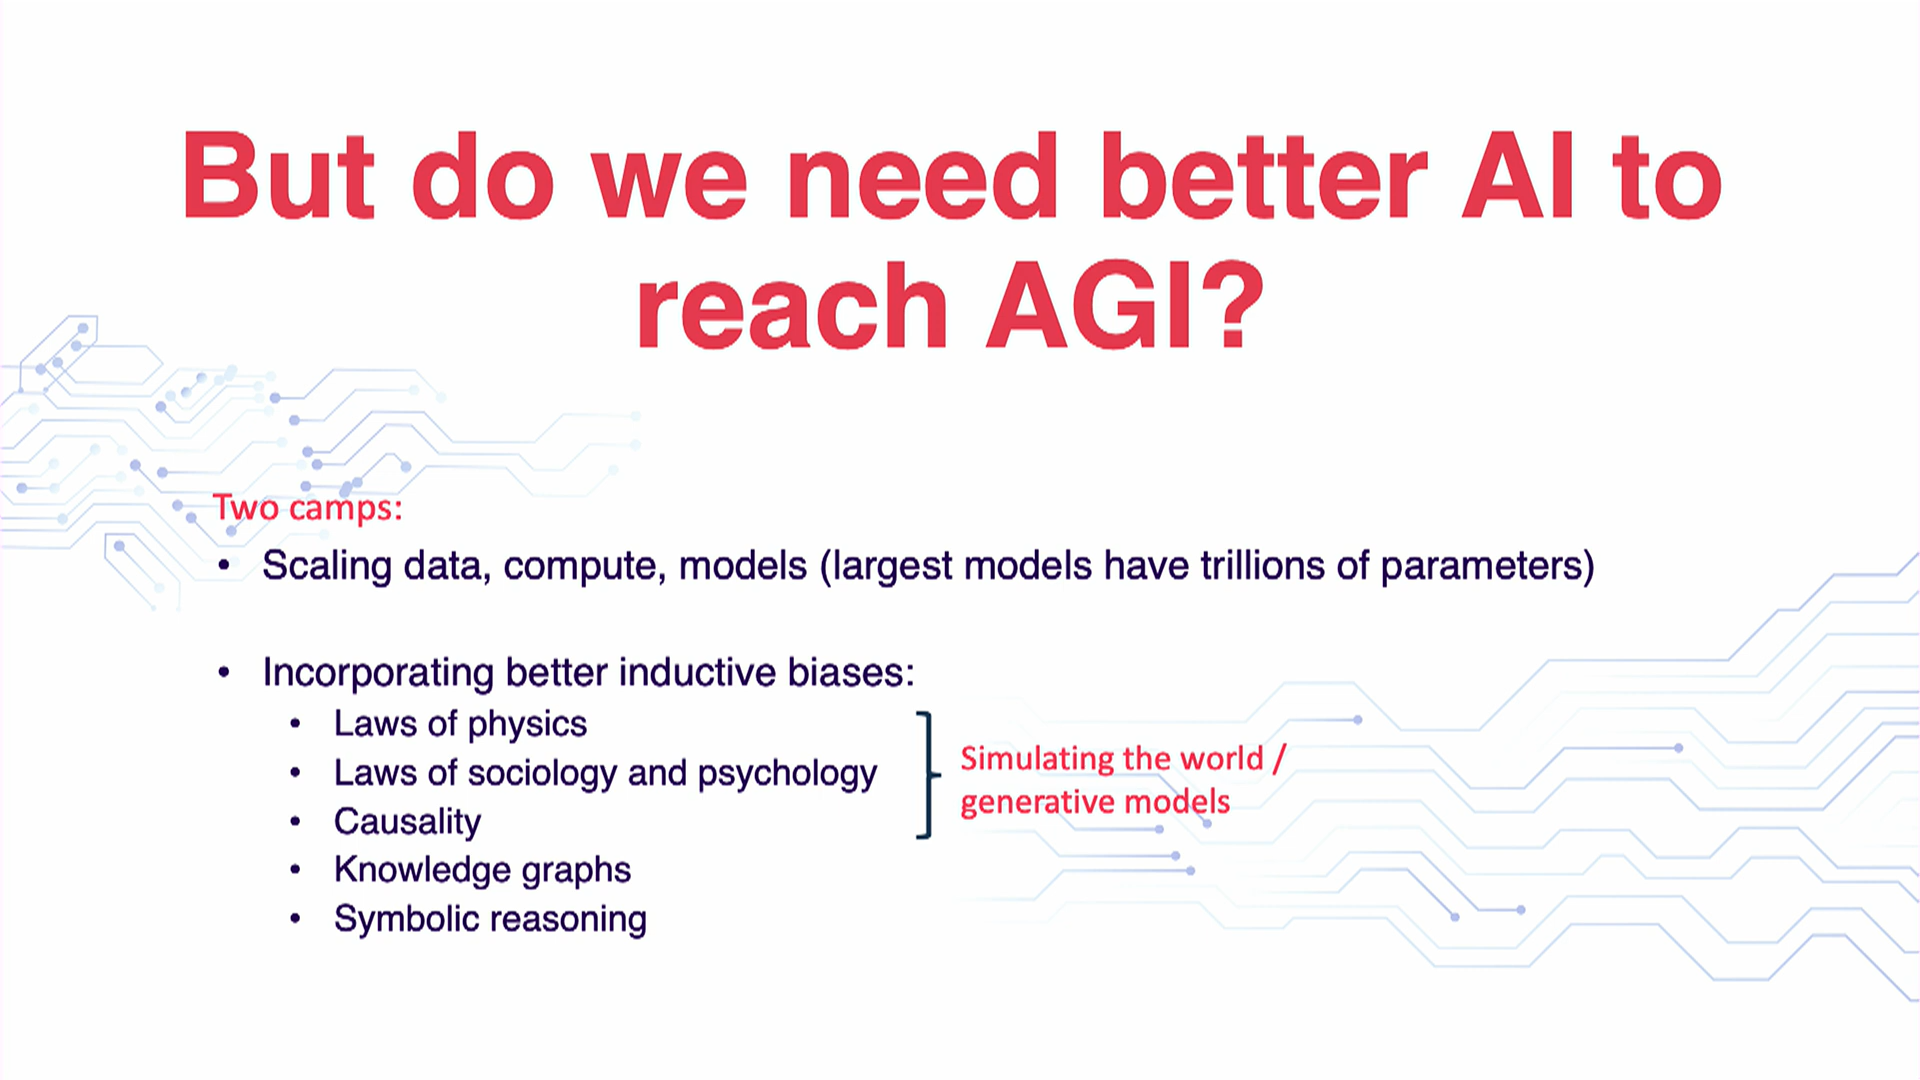 But do we need better AI to
reach AGI?
Two camps:
• Scaling data, compute, models (largest models have trillions of parameters)
• Incorporating better inductive biases:
• Laws of physics
• Laws of sociology and psychology
• Causality
• Knowledge graphs
• Symbolic reasoning
Simulating the world /
generative models